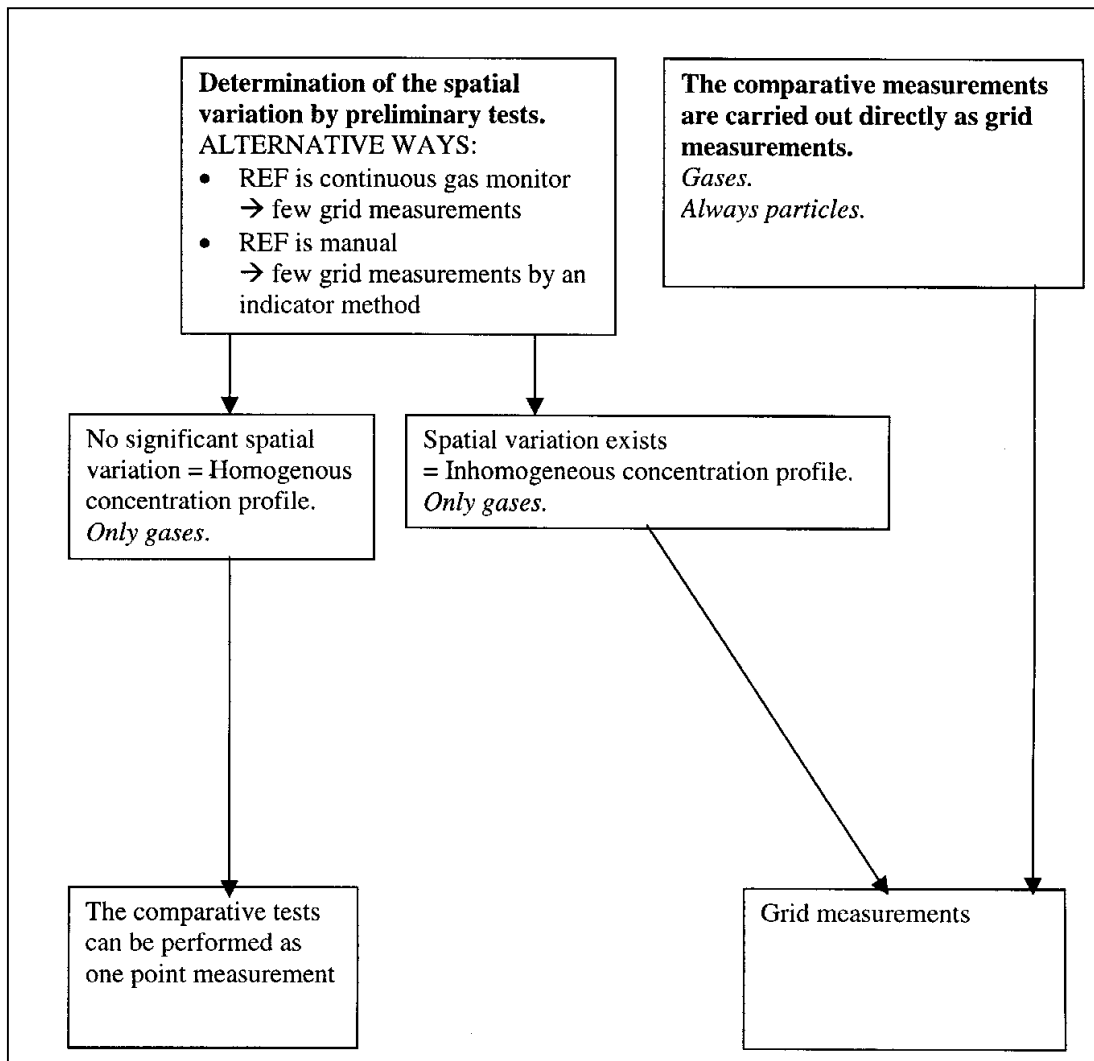 Determination of the spatial
variation by preliminary tests.
ALTERNATIVE WAYS:
• REF is continuous gas monitor
→ few grid measurements
• REF is manual
→ few grid measurements by an
indicator method
The comparative measurements
are carried out directly as grid
measurements.
Gases.
Always particles.
No significant spatial
variation = Homogenous
concentration profile.
Only gases.
Spatial variation exists
= Inhomogeneous concentration profile.
Only gases.
The comparative tests
can be performed as
one point measurement
Grid measurements